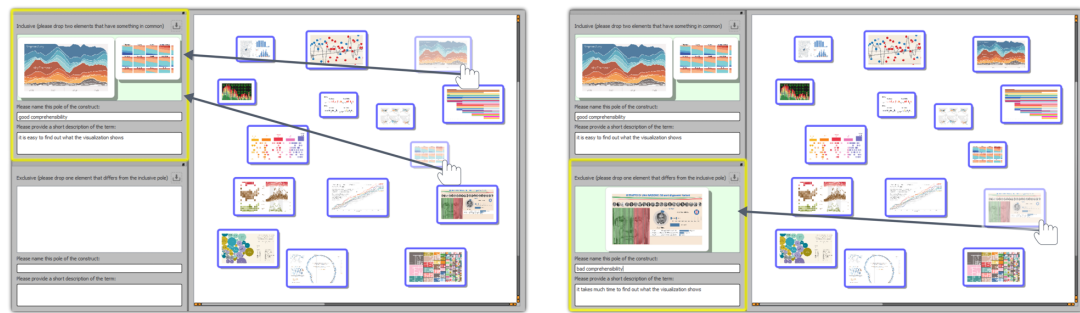 Inclusive (please drop two elements that have something in common)
Please name this pole of the construct:
good comprehensibility
Please provide a short description of the term:
it is easy to find out what the visualization shows
Exclusive (please drop one element that differs from the inclusive pole)
Please name this pole of the construct:
Please provide a short description of the term:
Inclusive (please drop two elements that have something in common)
Please name this pole of the construct:
good comprehensibility
Please provide a short description of the term:
it is easy to find out what the visualization shows
Exclusive (please drop one element that differs from the inclusive pole)
Please name this pole of the construct:
bad comprehensibility
Please provide a short description of the term:
it takes much time to find out what the visualization shows